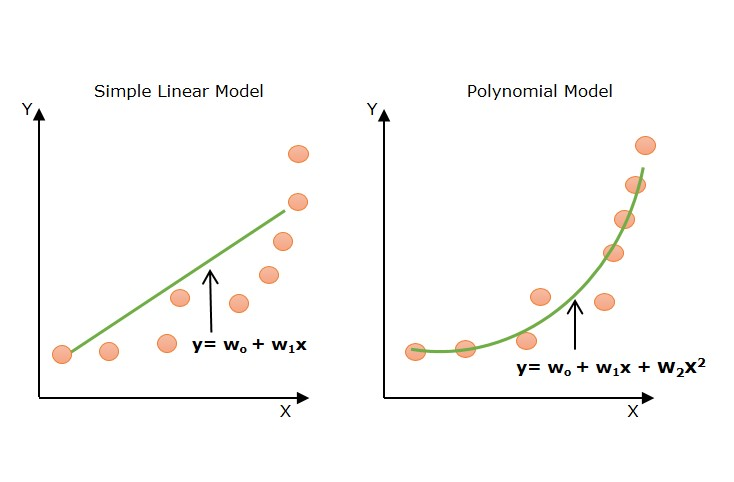 Simple Linear Model
Y
y= wₒ + w₁x
X
Polynomial Model
Y
y= wₒ + w₁x + w₂x²
X